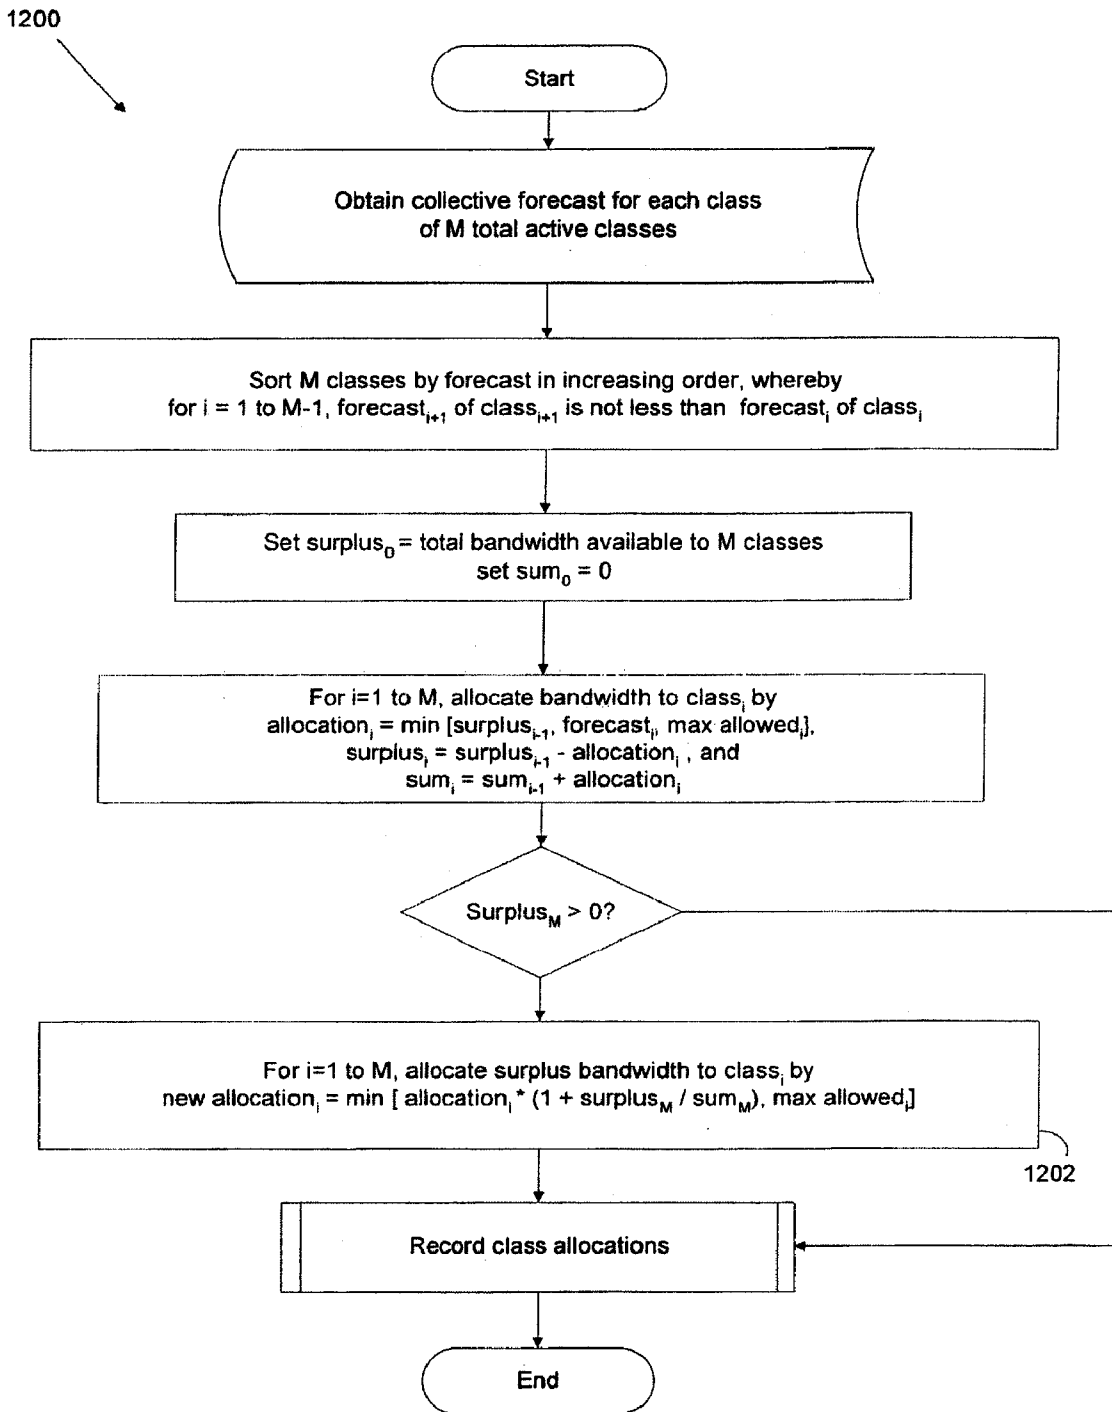 1200
Start
Obtain collective forecast for each class
of M total active classes
Sort M classes by forecast in increasing order, whereby
for i = 1 to M-1, forecastᵢ₊₁ of classᵢ₊₁ is not less than forecastᵢ of classᵢ
Set surplus₀ = total bandwidth available to M classes
set sum₀ = 0
For i=1 to M, allocate bandwidth to classᵢ by
allocationᵢ = min [surplusᵢ₋₁, forecastᵢ, max allowedᵢ],
surplusᵢ = surplusᵢ₋₁ - allocationᵢ , and
sumᵢ = sumᵢ₋₁ + allocationᵢ
Surplus_M > 0?
For i=1 to M, allocate surplus bandwidth to classᵢ by
new allocationᵢ = min [ allocationᵢ * (1 + surplus_M / sum_M), max allowedᵢ]
1202
Record class allocations
End